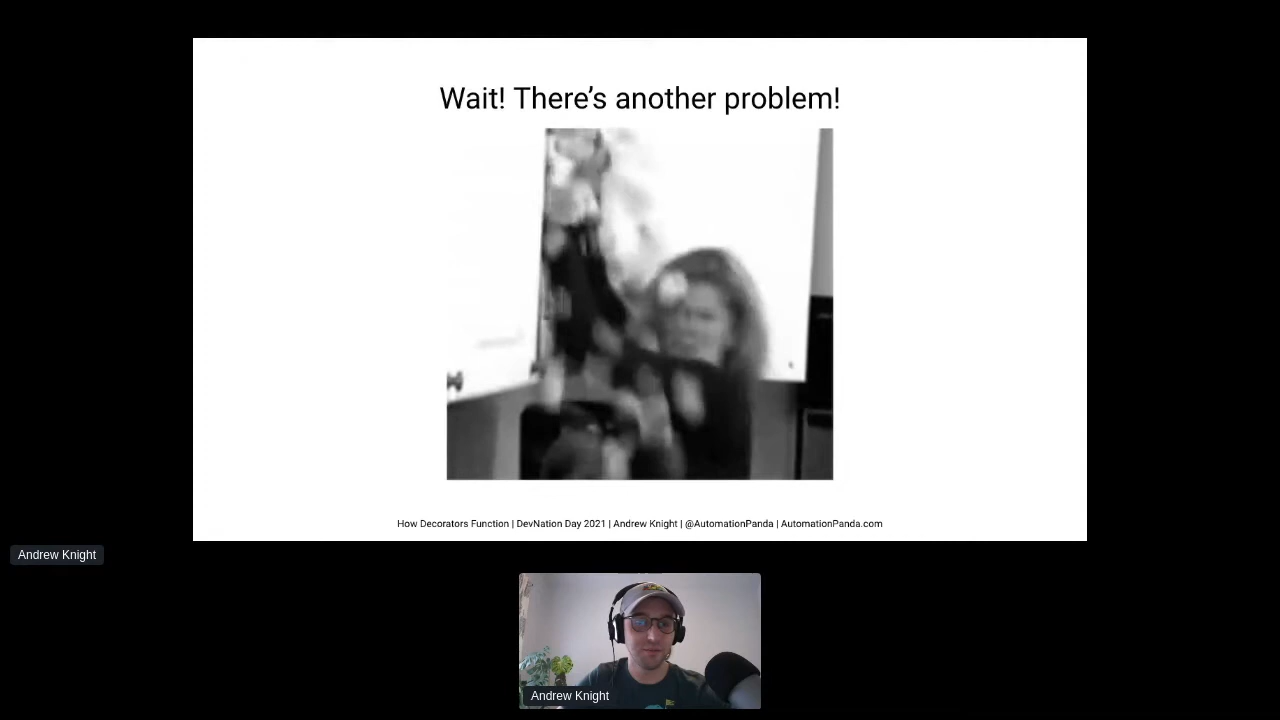 Wait! There’s another problem!
How Decorators Function | DevNation Day 2021 | Andrew Knight | @AutomationPanda | AutomationPanda.com
Andrew Knight
Andrew Knight